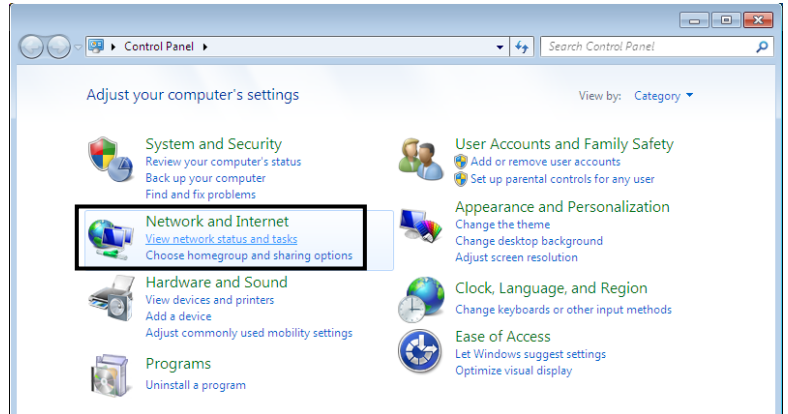 Control Panel
Search Control Panel
Adjust your computer's settings
View by: Category
System and Security
Review your computer's status
Back up your computer
Find and fix problems
Network and Internet
View network status and tasks
Choose homegroup and sharing options
Hardware and Sound
View devices and printers
Add a device
Adjust commonly used mobility settings
Programs
Uninstall a program
User Accounts and Family Safety
Add or remove user accounts
Set up parental controls for any user
Appearance and Personalization
Change the theme
Change desktop background
Adjust screen resolution
Clock, Language, and Region
Change keyboards or other input methods
Ease of Access
Let Windows suggest settings
Optimize visual display